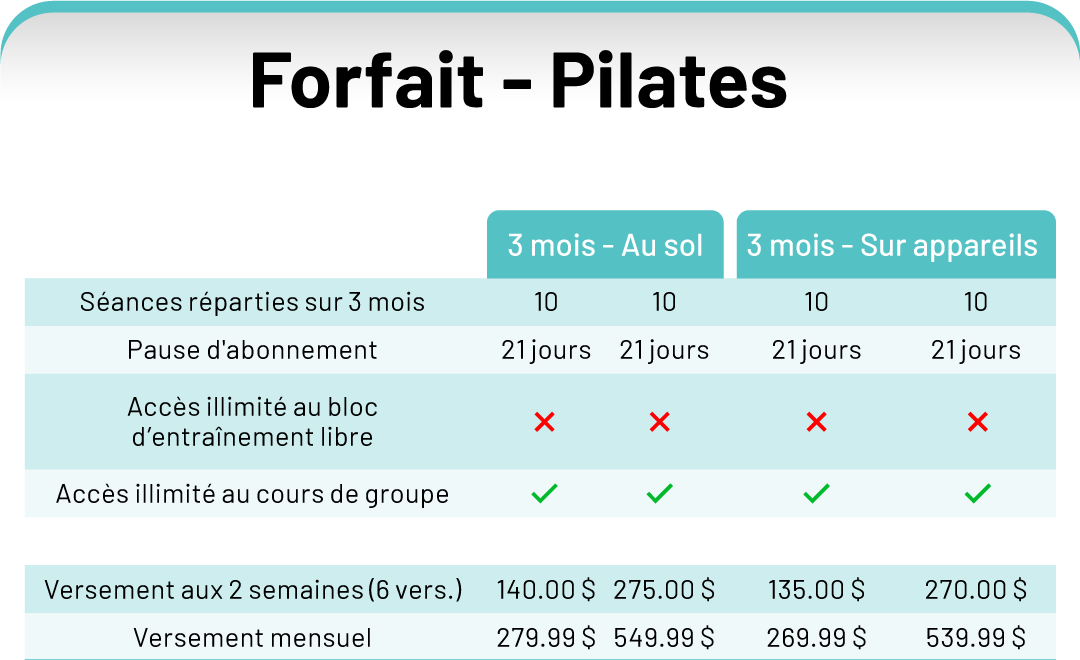 Forfait - Pilates
3 mois - Au sol 3 mois - Sur appareils
Séances réparties sur 3 mois 10 10 10 10
Pause d'abonnement 21 jours 21 jours 21 jours 21 jours
Accès illimité au bloc
d’entraînement libre
Accès illimité au cours de groupe
Versement aux 2 semaines (6 vers.) 140.00 $ 275.00 $ 135.00 $ 270.00 $
Versement mensuel 279.99 $ 549.99 $ 269.99 $ 539.99 $